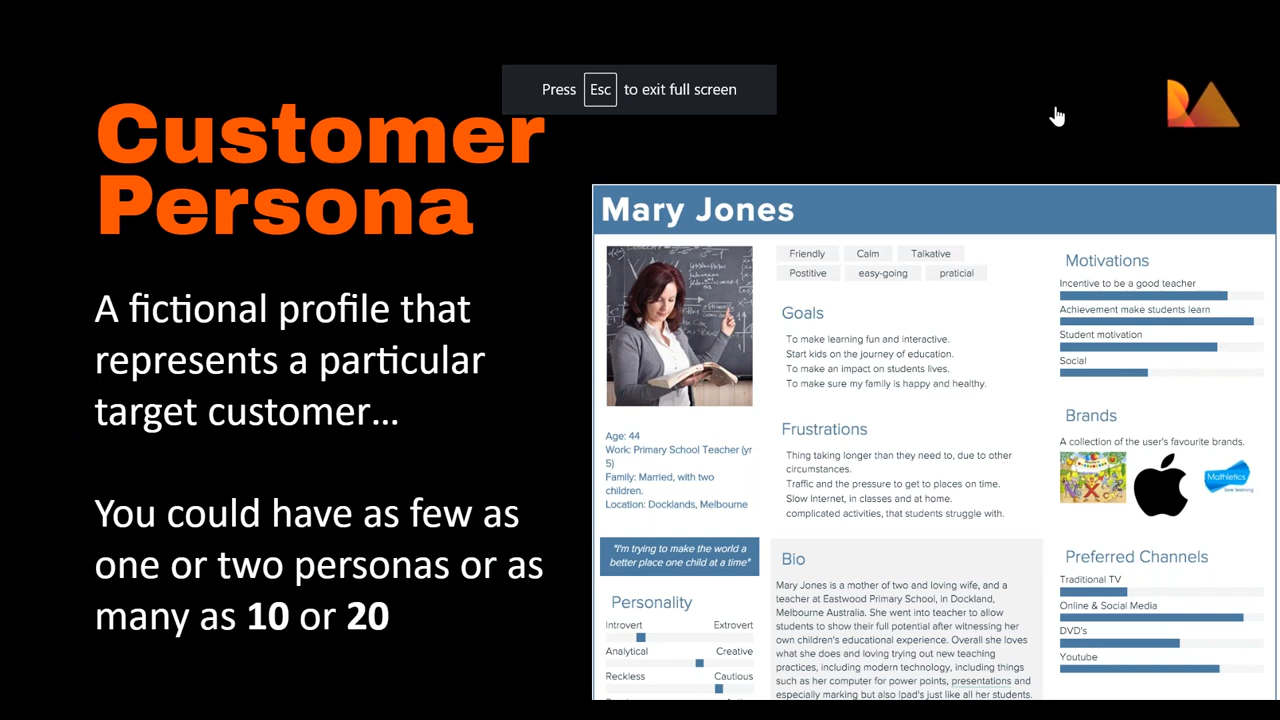 Press Esc to exit full screen
Customer
Persona
A fictional profile that
represents a particular
target customer...
You could have as few as
one or two personas or as
many as 10 or 20
Mary Jones
Age: 44
Work: Primary School Teacher (yr
5)
Family: Married, with two
children.
Location: Docklands, Melbourne
"I'm trying to make the world a
better place one child at a time"
Personality
Introvert Extrovert
Analytical Creative
Reckless Cautious
Friendly Calm Talkative
Postitive easy-going praticial
Goals
To make learning fun and interactive.
Start kids on the journey of education.
To make an impact on students lives.
To make sure my family is happy and healthy.
Frustrations
Thing taking longer than they need to, due to other
circumstances.
Traffic and the pressure to get to places on time.
Slow Internet, in classes and at home.
complicated activities, that students struggle with.
Bio
Mary Jones is a mother of two and loving wife, and a
teacher at Eastwood Primary School, in Dockland,
Melbourne Australia. She went into teacher to allow
students to show their full potential after witnessing her
own children's educational experience. Overall she loves
what she does and loving trying out new teaching
practices, including modern technology, including things
such as her computer for power points, presentations and
especially marking but also Ipad's just like all her students.
Motivations
Incentive to be a good teacher
Achievement make students learn
Student motivation
Social
Brands
A collection of the user's favourite brands.
Mathletics
love learning
Preferred Channels
Traditional TV
Online & Social Media
DVD's
Youtube